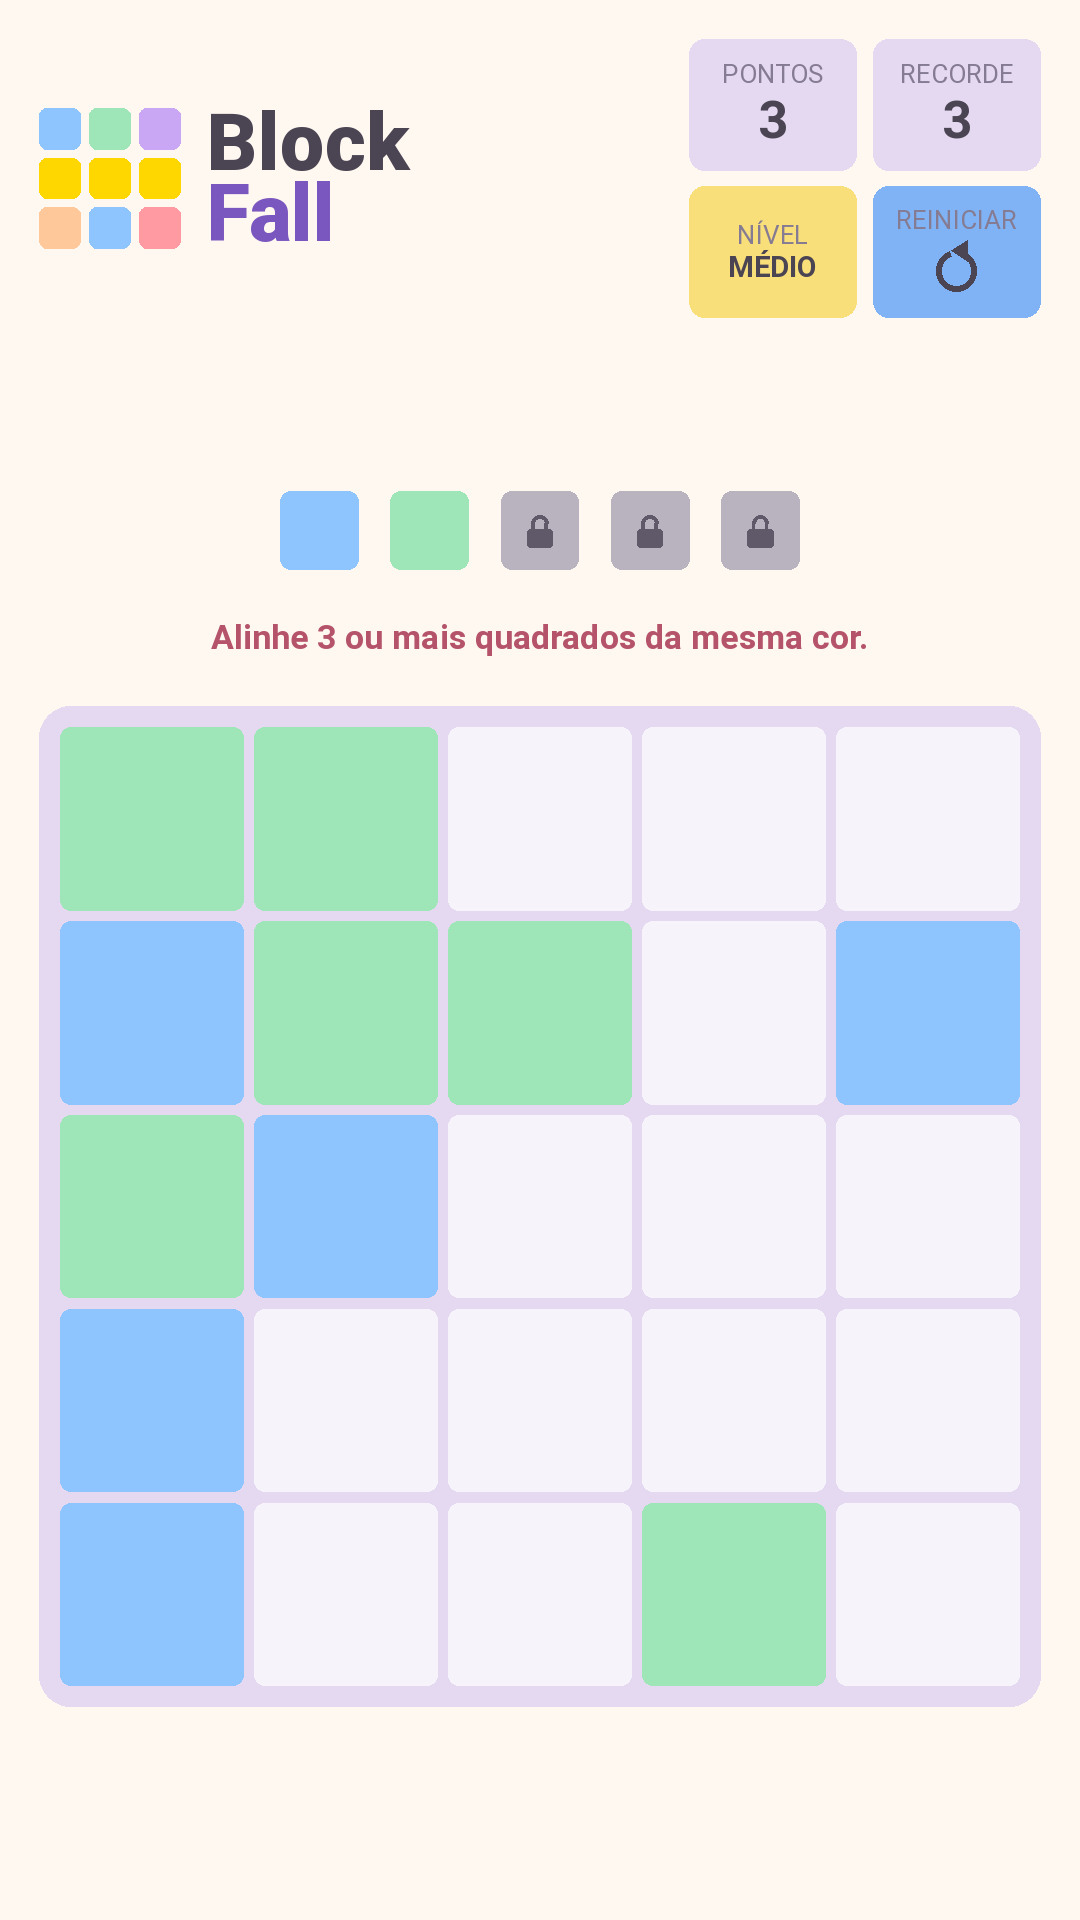 Block
Fall
PONTOS
3
RECORDE
3
NÍVEL
MÉDIO
REINICIAR
Alinhe 3 ou mais quadrados da mesma cor.